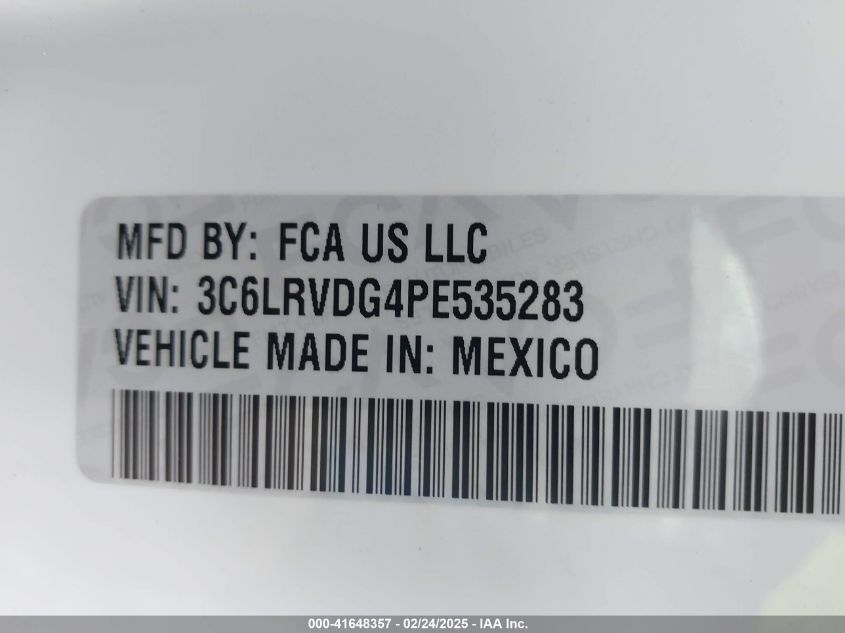 MFD BY: FCA US LLC
VIN: 3C6LRVDG4PE535283
VEHICLE MADE IN: MEXICO
000-41648357 - 02/24/2025 - IAA Inc.